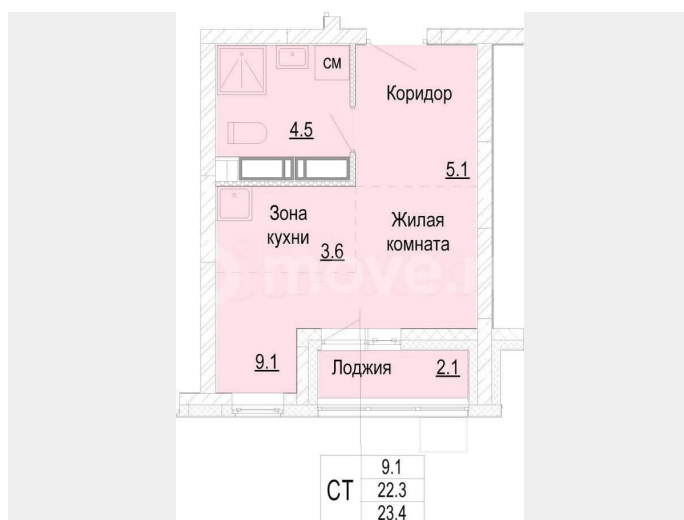 СМ
Коридор
4.5
5.1
Зона
кухни
3.6
Жилая
комната
move.r
9.1
Лоджия
2.1
СТ
9.1
22.3
23.4